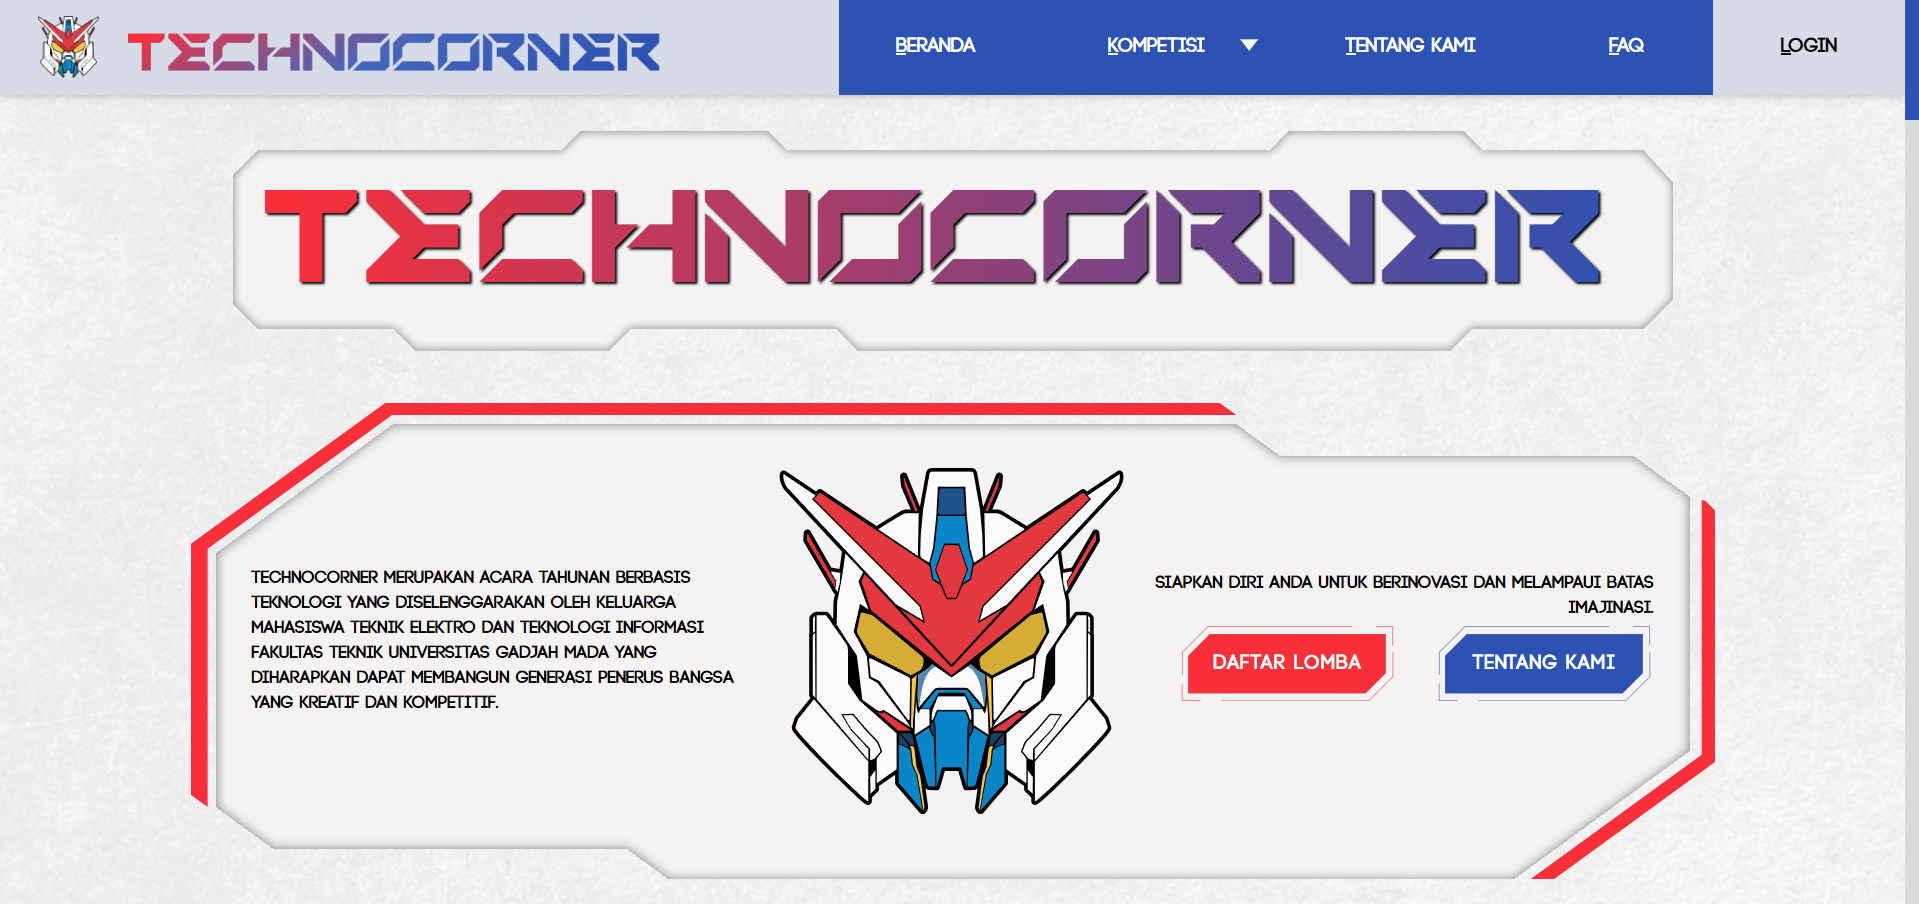 TECHNOCORNER
BERANDA
KOMPETISI
TENTANG KAMI
FAQ
LOGIN
TECHNOCORNER
TECHNOCORNER MERUPAKAN ACARA TAHUNAN BERBASIS
TEKNOLOGI YANG DISELENGGARAKAN OLEH KELUARGA
MAHASISWA TEKNIK ELEKTRO DAN TEKNOLOGI INFORMASI
FAKULTAS TEKNIK UNIVERSITAS GADJAH MADA YANG
DIHARAPKAN DAPAT MEMBANGUN GENERASI PENERUS BANGSA
YANG KREATIF DAN KOMPETITIF.
SIAPKAN DIRI ANDA UNTUK BERINOVASI DAN MELAMPAUI BATAS
IMAJINASI.
DAFTAR LOMBA
TENTANG KAMI